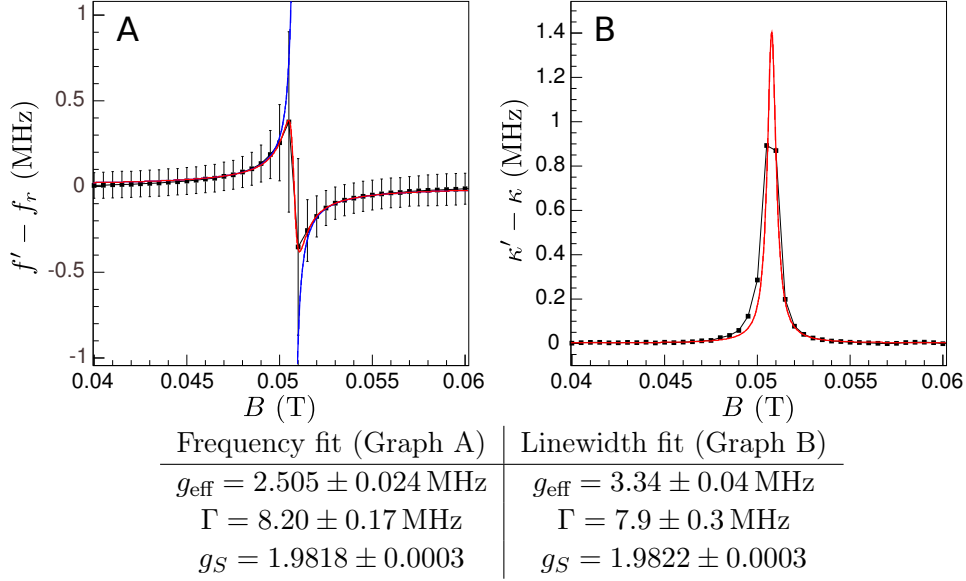 A
1
0.5
0
-0.5
-1
f′ − f_r (MHz)
0.04 0.045 0.05 0.055 0.06
B (T)
B
1.4
1.2
1
0.8
0.6
0.4
0.2
0
κ′ − κ (MHz)
0.04 0.045 0.05 0.055 0.06
B (T)
Frequency fit (Graph A) Linewidth fit (Graph B)
g_eff = 2.505 ± 0.024 MHz g_eff = 3.34 ± 0.04 MHz
Γ = 8.20 ± 0.17 MHz Γ = 7.9 ± 0.3 MHz
g_S = 1.9818 ± 0.0003 g_S = 1.9822 ± 0.0003